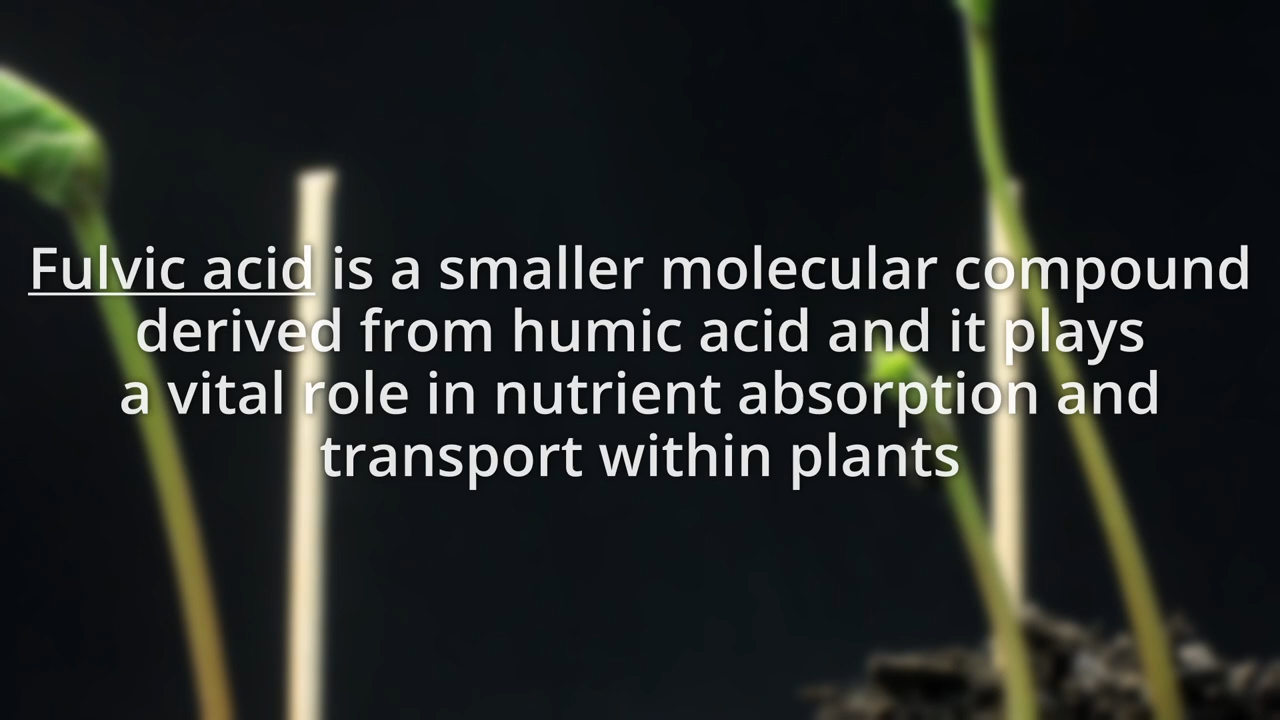 Fulvic acid is a smaller molecular compound
derived from humic acid and it plays
a vital role in nutrient absorption and
transport within plants